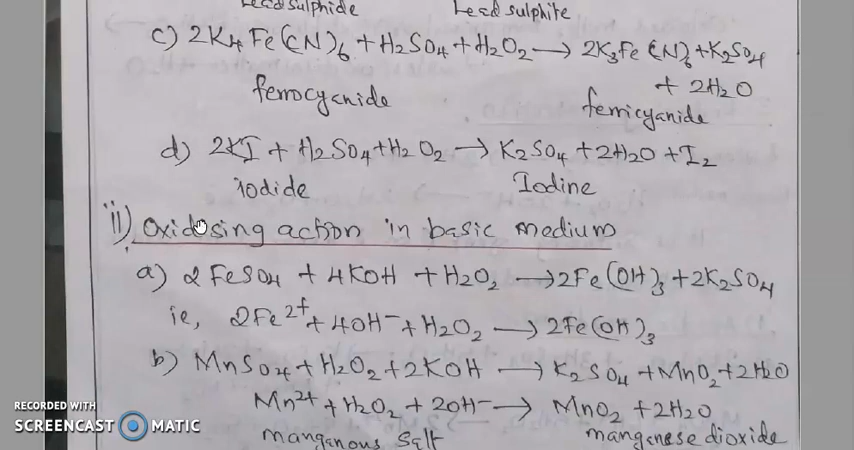 Lead sulphide Lead sulphite
c) 2K4Fe(CN)6 + H2SO4 + H2O2 → 2K3Fe(CN)6 + K2SO4
+ 2H2O
ferrocyanide ferricyanide
d) 2KI + H2SO4 + H2O2 → K2SO4 + 2H2O + I2
iodide Iodine
ii) Oxidising action in basic medium
a) 2FeSO4 + 4KOH + H2O2 → 2Fe(OH)3 + 2K2SO4
ie, 2Fe2+ + 4OH- + H2O2 → 2Fe(OH)3
b) MnSO4 + H2O2 + 2KOH → K2SO4 + MnO2 + 2H2O
Mn2+ + H2O2 + 2OH- → MnO2 + 2H2O
manganous salt manganese dioxide
RECORDED WITH
SCREENCAST MATIC